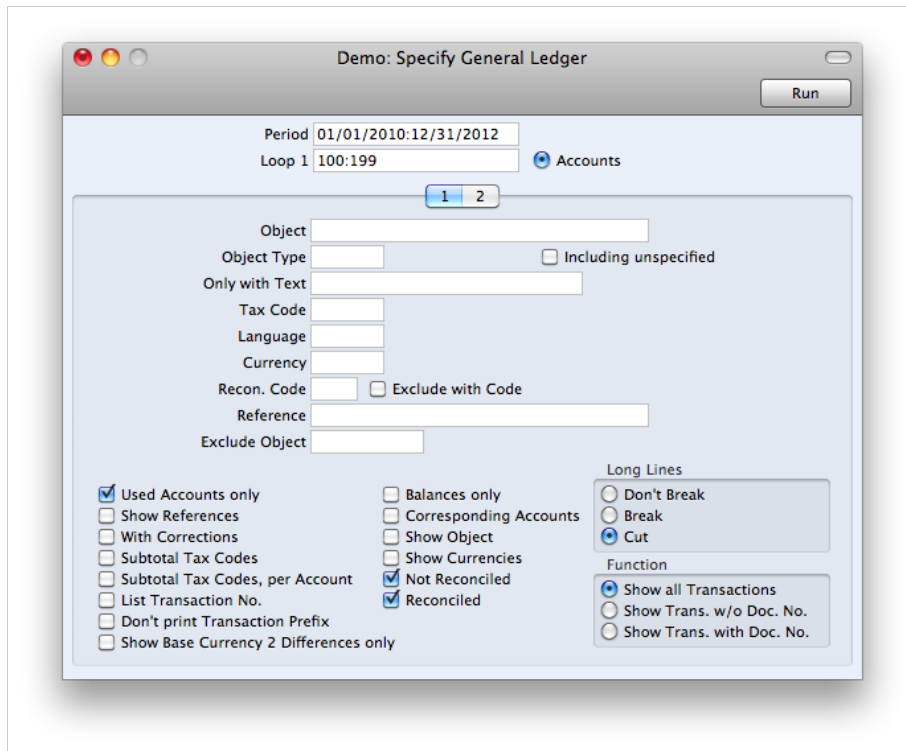 Demo: Specify General Ledger
Run
Period 01/01/2010:12/31/2012
Loop 1 100:199 Accounts
1 2
Object
Object Type Including unspecified
Only with Text
Tax Code
Language
Currency
Recon. Code Exclude with Code
Reference
Exclude Object
Used Accounts only
Show References
With Corrections
Subtotal Tax Codes
Subtotal Tax Codes, per Account
List Transaction No.
Don't print Transaction Prefix
Show Base Currency 2 Differences only
Balances only
Corresponding Accounts
Show Object
Show Currencies
Not Reconciled
Reconciled
Long Lines
Don't Break
Break
Cut
Function
Show all Transactions
Show Trans. w/o Doc. No.
Show Trans. with Doc. No.